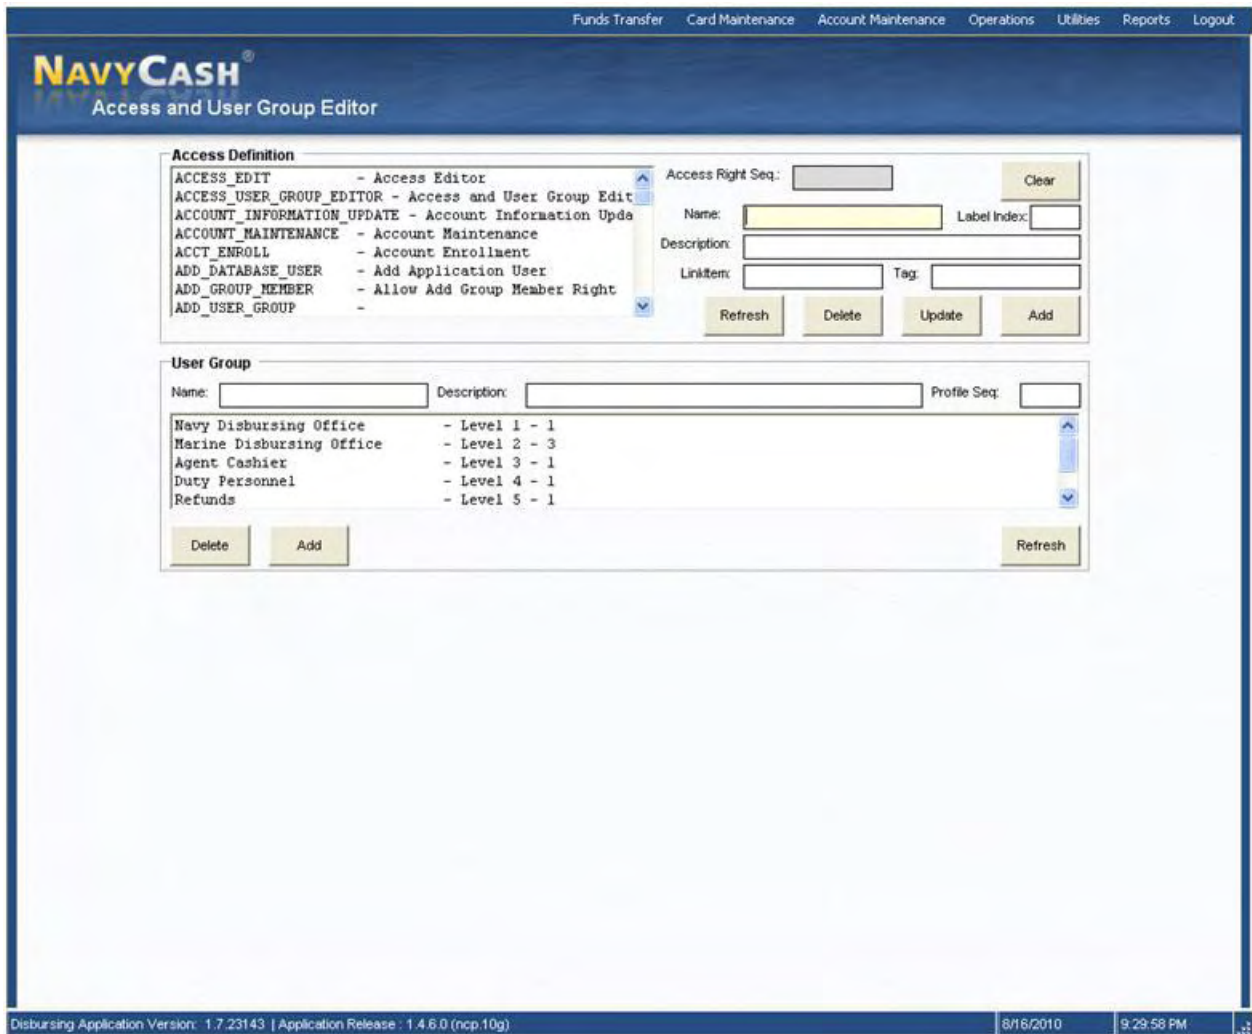 Funds Transfer Card Maintenance Account Maintenance Operations Utilities Reports Logout
NAVYCASH®
Access and User Group Editor
Access Definition
ACCESS_EDIT - Access Editor
ACCESS_USER_GROUP_EDITOR - Access and User Group Edit
ACCOUNT_INFORMATION_UPDATE - Account Information Upda
ACCOUNT_MAINTENANCE - Account Maintenance
ACCT_ENROLL - Account Enrollment
ADD_DATABASE_USER - Add Application User
ADD_GROUP_MEMBER - Allow Add Group Member Right
ADD_USER_GROUP -
Access Right Seq.: Clear
Name: Label Index:
Description:
LinkItem: Tag:
Refresh Delete Update Add
User Group
Name: Description: Profile Seq:
Navy Disbursing Office - Level 1 - 1
Marine Disbursing Office - Level 2 - 3
Agent Cashier - Level 3 - 1
Duty Personnel - Level 4 - 1
Refunds - Level 5 - 1
Delete Add Refresh
Disbursing Application Version: 1.7.23143 | Application Release : 1.4.6.0 (ncp.10g) 8/16/2010 9:29:58 PM